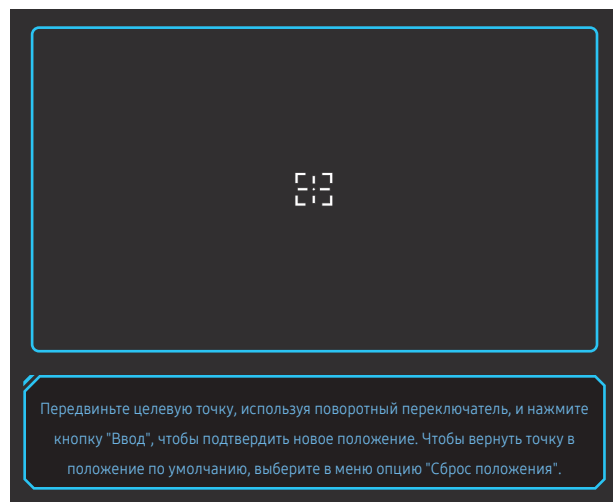 Передвиньте целевую точку, используя поворотный переключатель, и нажмите
кнопку "Ввод", чтобы подтвердить новое положение. Чтобы вернуть точку в
положение по умолчанию, выберите в меню опцию "Сброс положения".